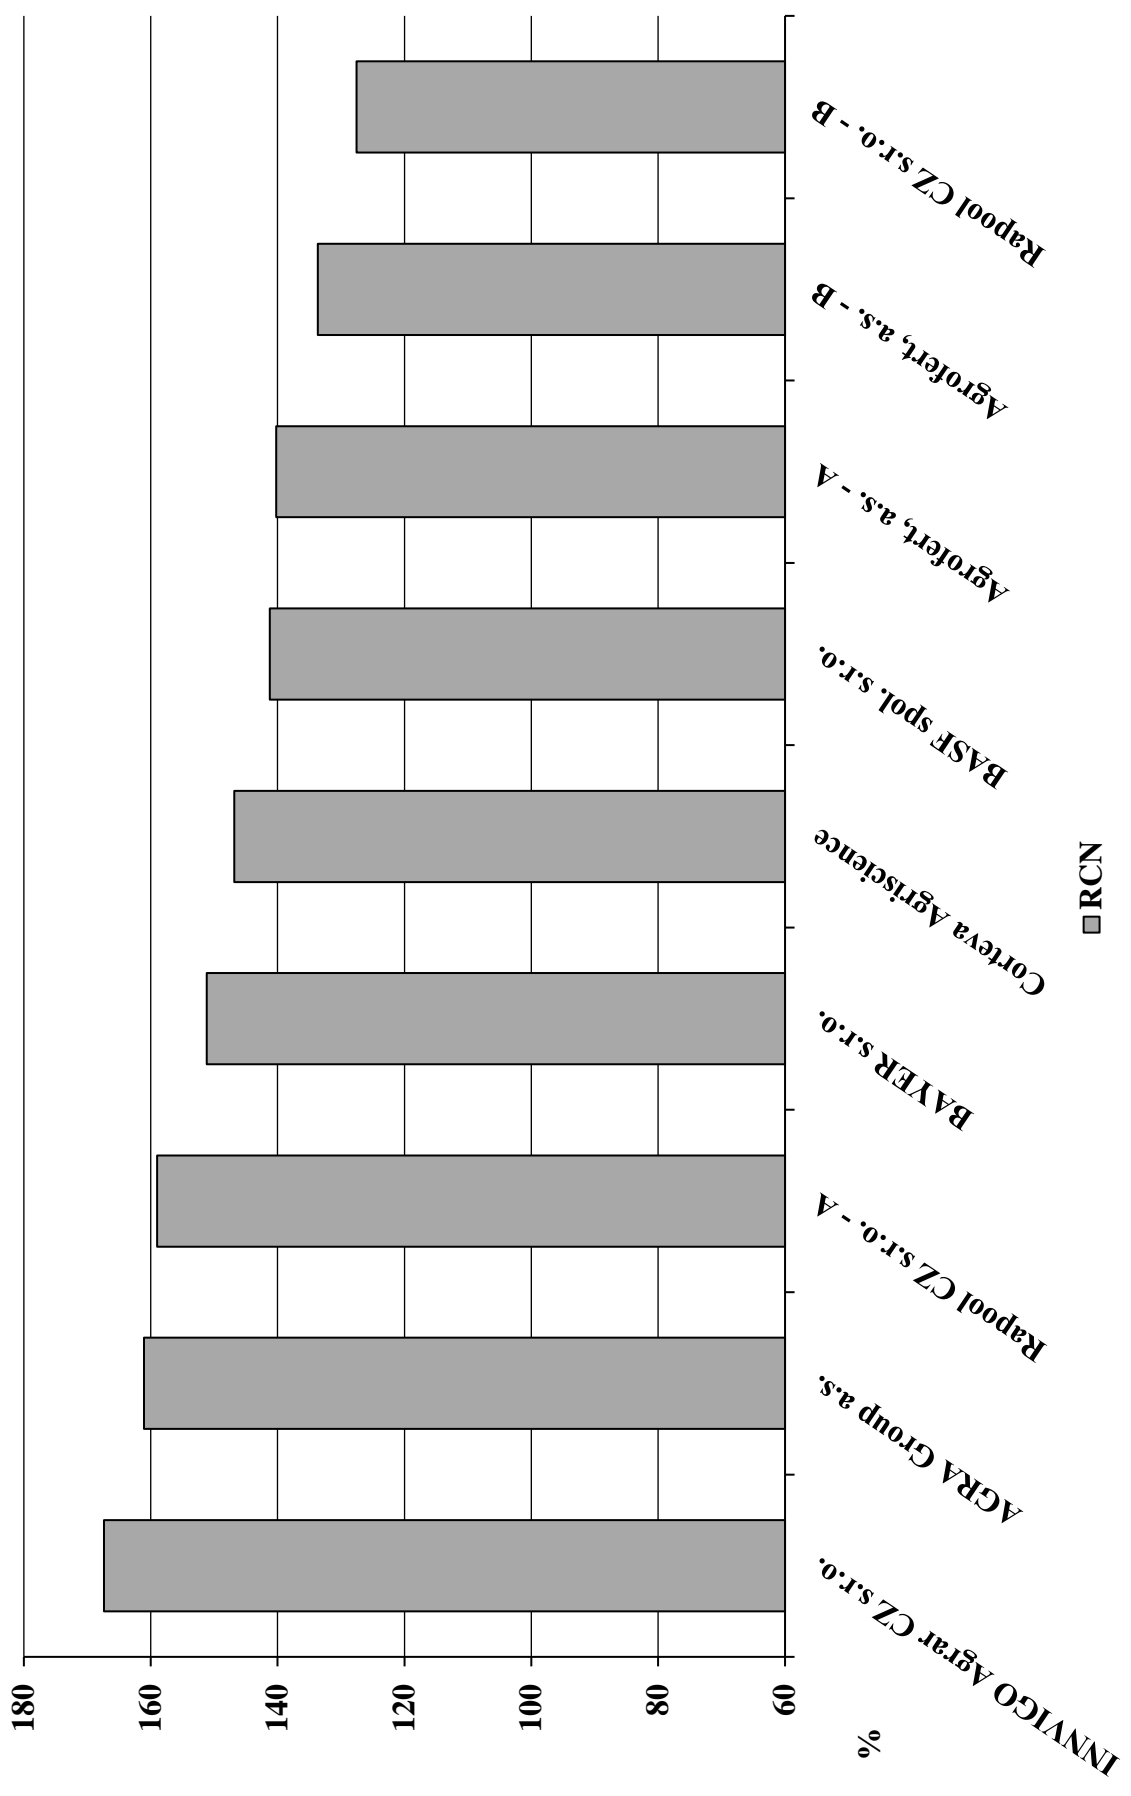 180
160
140
120
100
80
60
%
INNVIGO Agrar CZ s.r.o.
AGRA Group a.s.
Rapool CZ s.r.o. - A
BAYER s.r.o.
Corteva Agriscience
BASF spol. s.r.o.
Agrofert, a.s. - A
Agrofert, a.s. - B
Rapool CZ s.r.o. - B
RCN